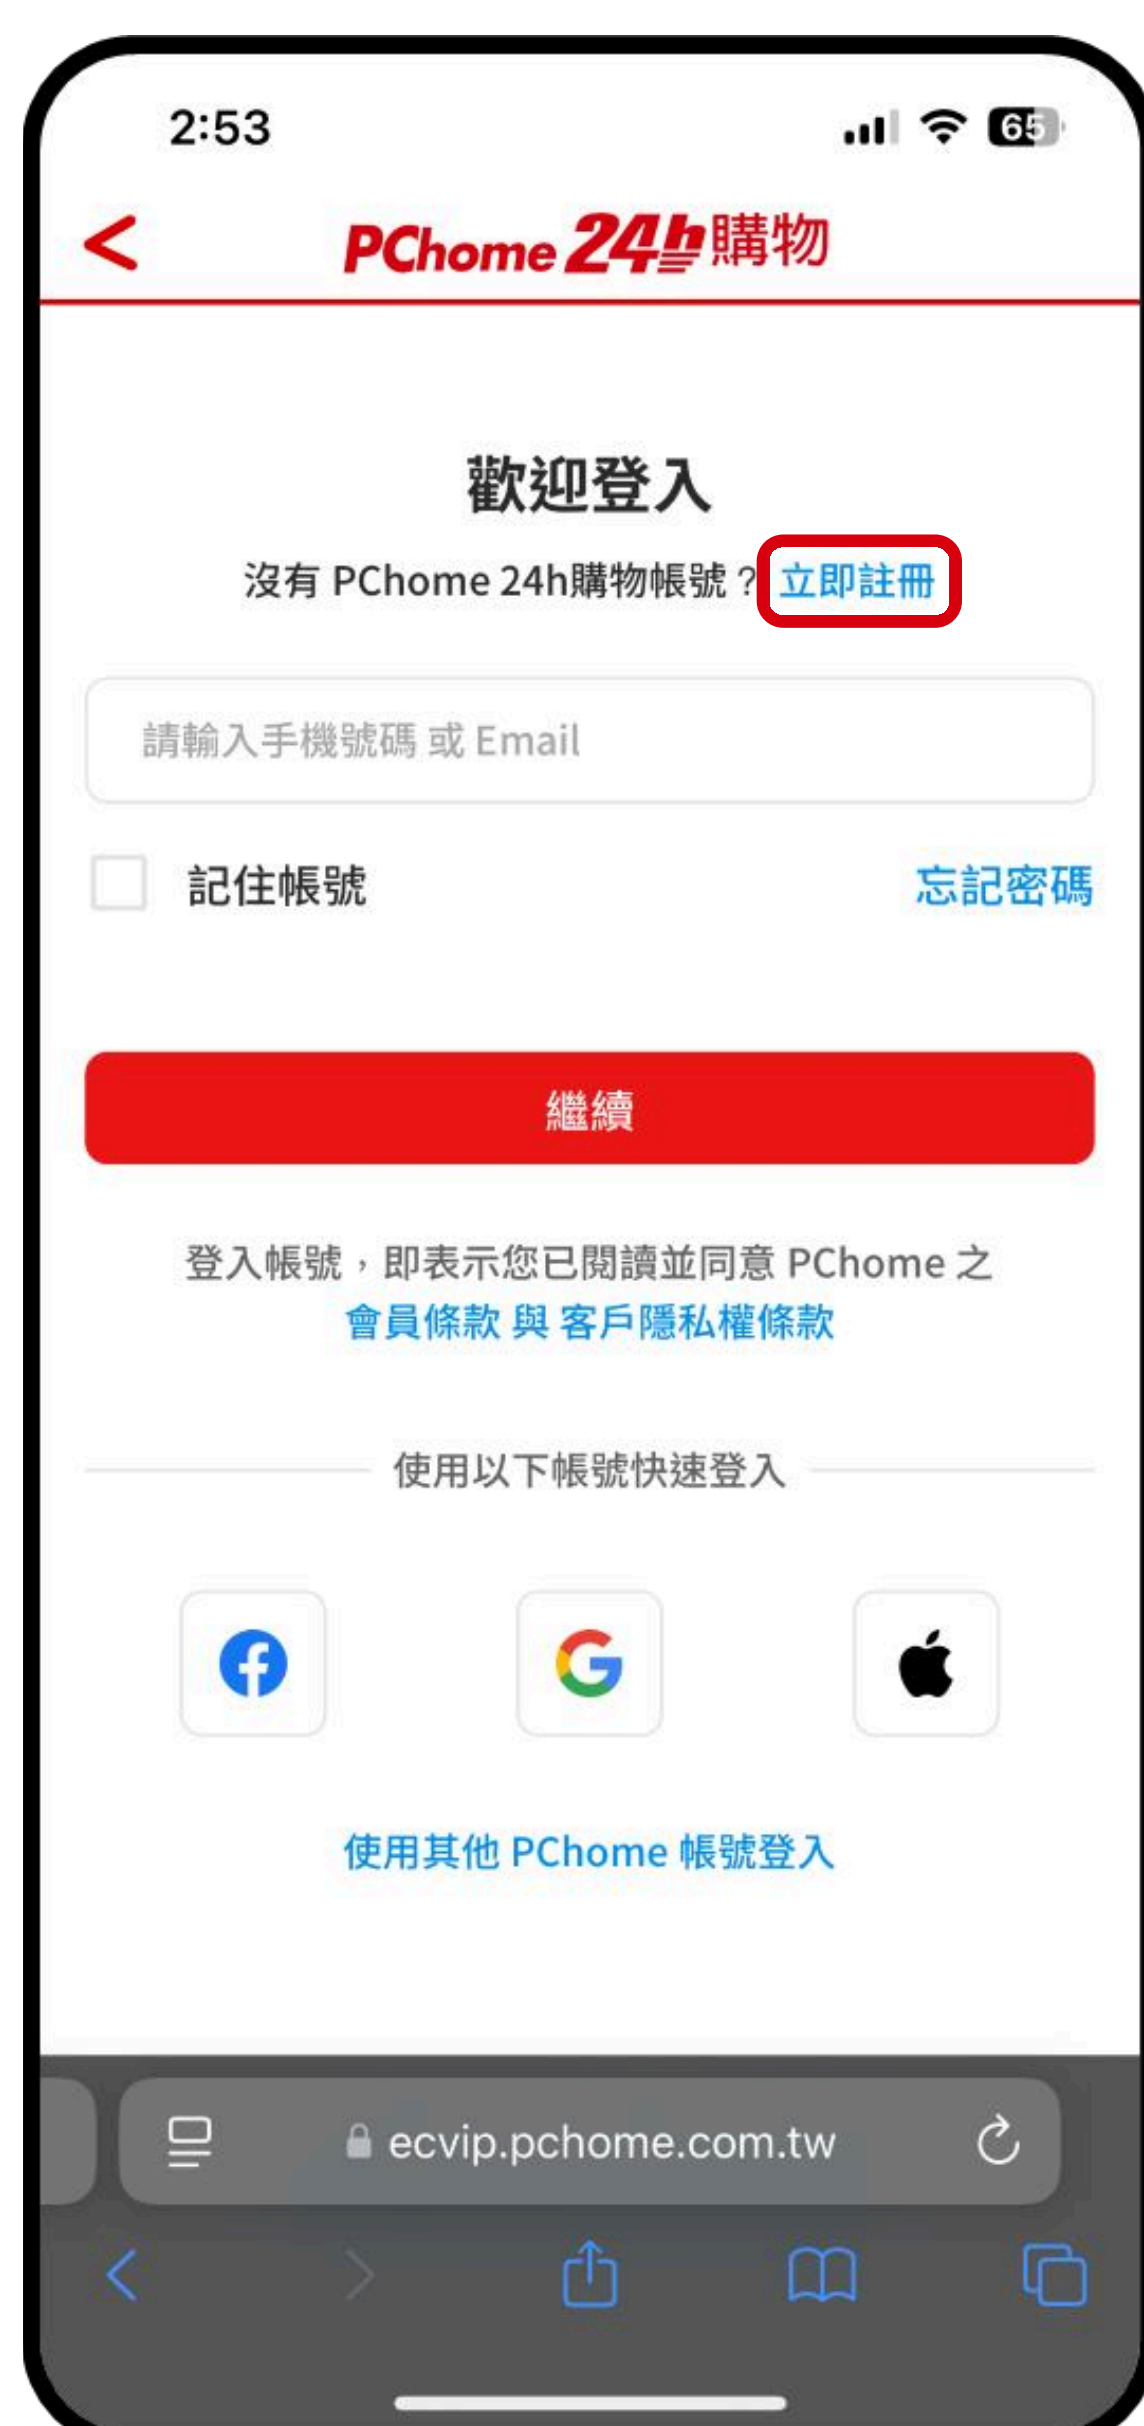 2:53
65
PChome 24h購物
歡迎登入
沒有 PChome 24h購物帳號？ 立即註冊
請輸入手機號碼 或 Email
記住帳號
忘記密碼
繼續
登入帳號，即表示您已閱讀並同意 PChome 之
會員條款 與 客戶隱私權條款
使用以下帳號快速登入
使用其他 PChome 帳號登入
ecvip.pchome.com.tw